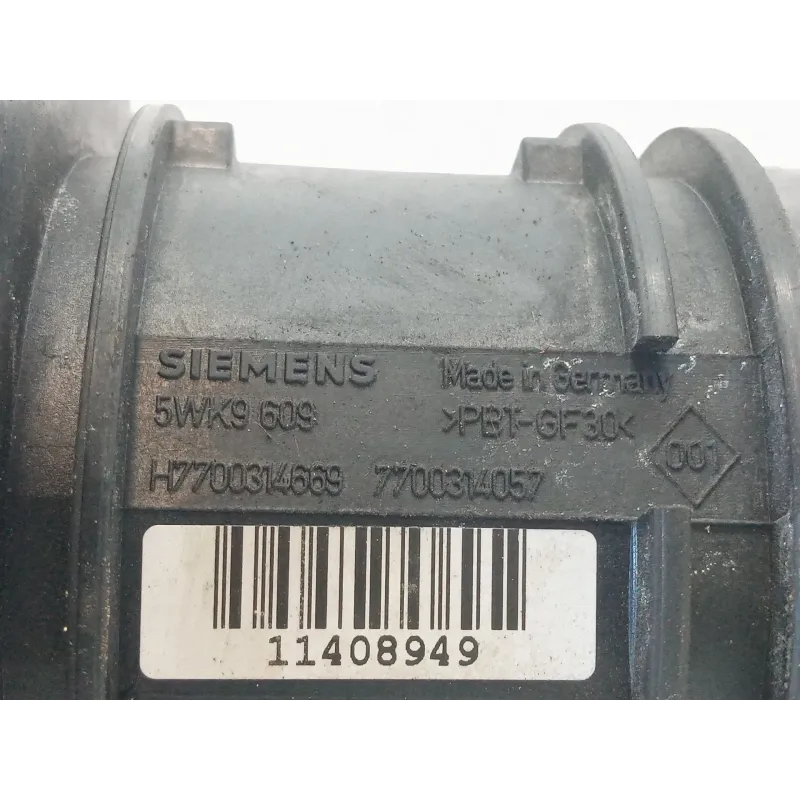 SIEMENS Made in Germany
5WK9 609 >PBT-GF30<
001
H7700314669 7700314057
11408949